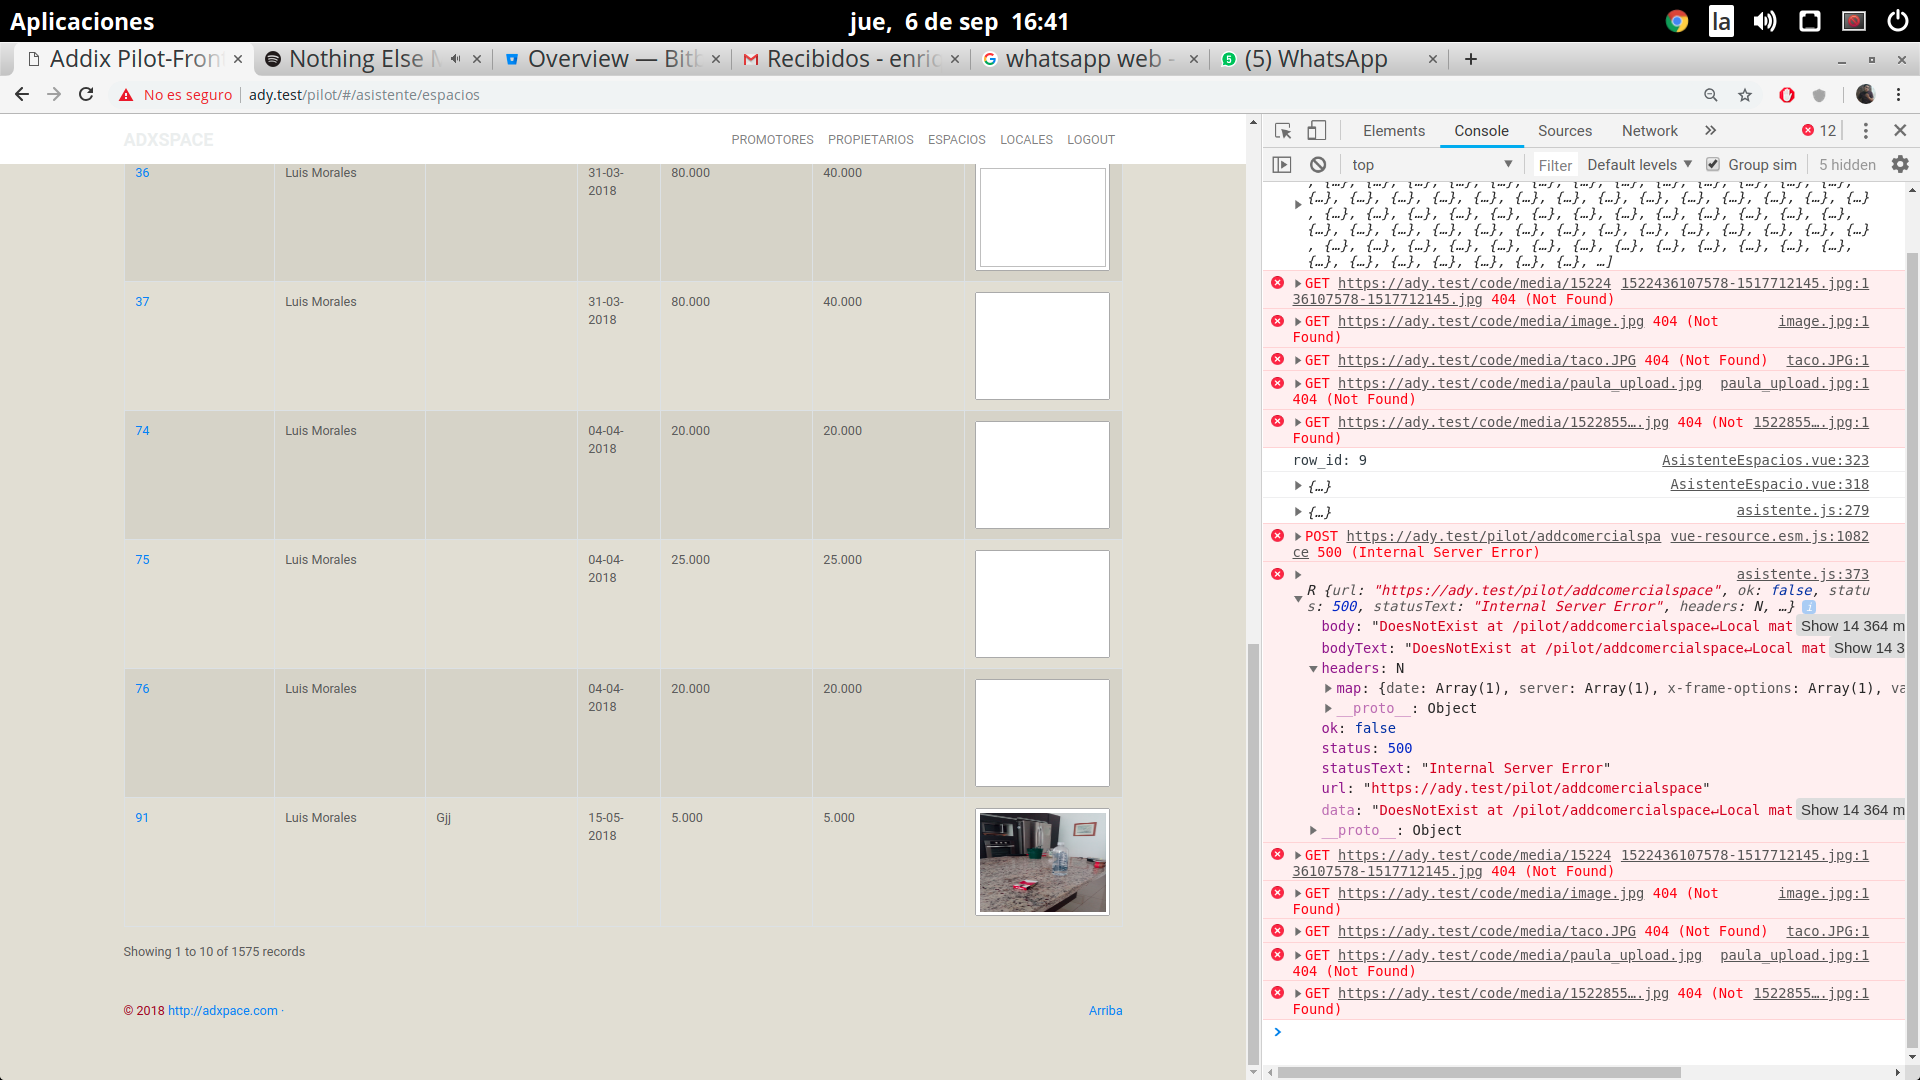 Aplicaciones
jue, 6 de sep 16:41
la
Addix Pilot-Fron
Nothing Else M
Overview — Bitb
Recibidos - enric
whatsapp web -
(5) WhatsApp
No es seguro
ady.test/pilot/#/asistente/espacios
ADXSPACE
PROMOTORES PROPIETARIOS ESPACIOS LOCALES LOGOUT
36 Luis Morales 31-03- 80.000 40.000
2018
37 Luis Morales 31-03- 80.000 40.000
2018
74 Luis Morales 04-04- 20.000 20.000
2018
75 Luis Morales 04-04- 25.000 25.000
2018
76 Luis Morales 04-04- 20.000 20.000
2018
91 Luis Morales Gjj 15-05- 5.000 5.000
2018
Showing 1 to 10 of 1575 records
© 2018 http://adxpace.com ·
Arriba
Elements Console Sources Network » 12
top Filter Default levels Group sim 5 hidden
{…}, {…}, {…}, {…}, {…}, {…}, {…}, {…}, {…}, {…}, {…}, {…}, {…}, {…}
, {…}, {…}, {…}, {…}, {…}, {…}, {…}, {…}, {…}, {…}, {…}, {…}, {…},
{…}, {…}, {…}, {…}, {…}, {…}, {…}, {…}, {…}, {…}, {…}, {…}, {…}, {…}
, {…}, {…}, {…}, {…}, {…}, {…}, {…}, {…}, {…}, {…}, {…}, {…}, {…},
{…}, {…}, {…}, {…}, {…}, {…}, {…}, …]
GET https://ady.test/code/media/15224 1522436107578-1517712145.jpg:1
36107578-1517712145.jpg 404 (Not Found)
GET https://ady.test/code/media/image.jpg 404 (Not image.jpg:1
Found)
GET https://ady.test/code/media/taco.JPG 404 (Not Found) taco.JPG:1
GET https://ady.test/code/media/paula_upload.jpg paula_upload.jpg:1
404 (Not Found)
GET https://ady.test/code/media/1522855….jpg 404 (Not 1522855….jpg:1
Found)
row_id: 9 AsistenteEspacios.vue:323
{…} AsistenteEspacio.vue:318
{…} asistente.js:279
POST https://ady.test/pilot/addcomercialspa vue-resource.esm.js:1082
ce 500 (Internal Server Error)
asistente.js:373
R {url: "https://ady.test/pilot/addcomercialspace", ok: false, statu
s: 500, statusText: "Internal Server Error", headers: N, …} i
body: "DoesNotExist at /pilot/addcomercialspace↵Local mat Show 14 364 m
bodyText: "DoesNotExist at /pilot/addcomercialspace↵Local mat Show 14 3
headers: N
map: {date: Array(1), server: Array(1), x-frame-options: Array(1), va
__proto__: Object
ok: false
status: 500
statusText: "Internal Server Error"
url: "https://ady.test/pilot/addcomercialspace"
data: "DoesNotExist at /pilot/addcomercialspace↵Local mat Show 14 364 m
__proto__: Object
GET https://ady.test/code/media/15224 1522436107578-1517712145.jpg:1
36107578-1517712145.jpg 404 (Not Found)
GET https://ady.test/code/media/image.jpg 404 (Not image.jpg:1
Found)
GET https://ady.test/code/media/taco.JPG 404 (Not Found) taco.JPG:1
GET https://ady.test/code/media/paula_upload.jpg paula_upload.jpg:1
404 (Not Found)
GET https://ady.test/code/media/1522855….jpg 404 (Not 1522855….jpg:1
Found)